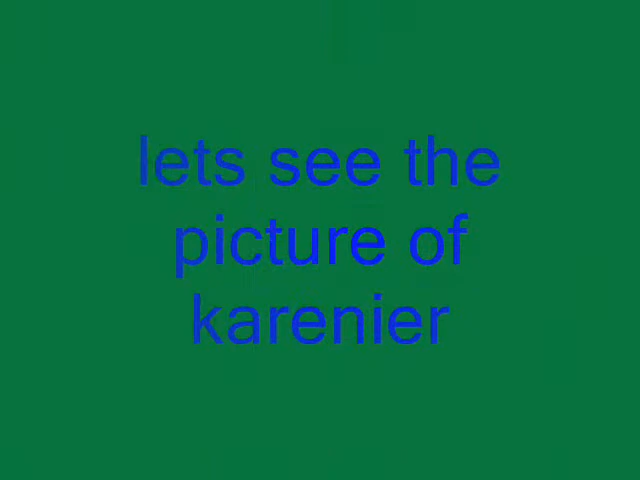 lets see the
picture of
karenier